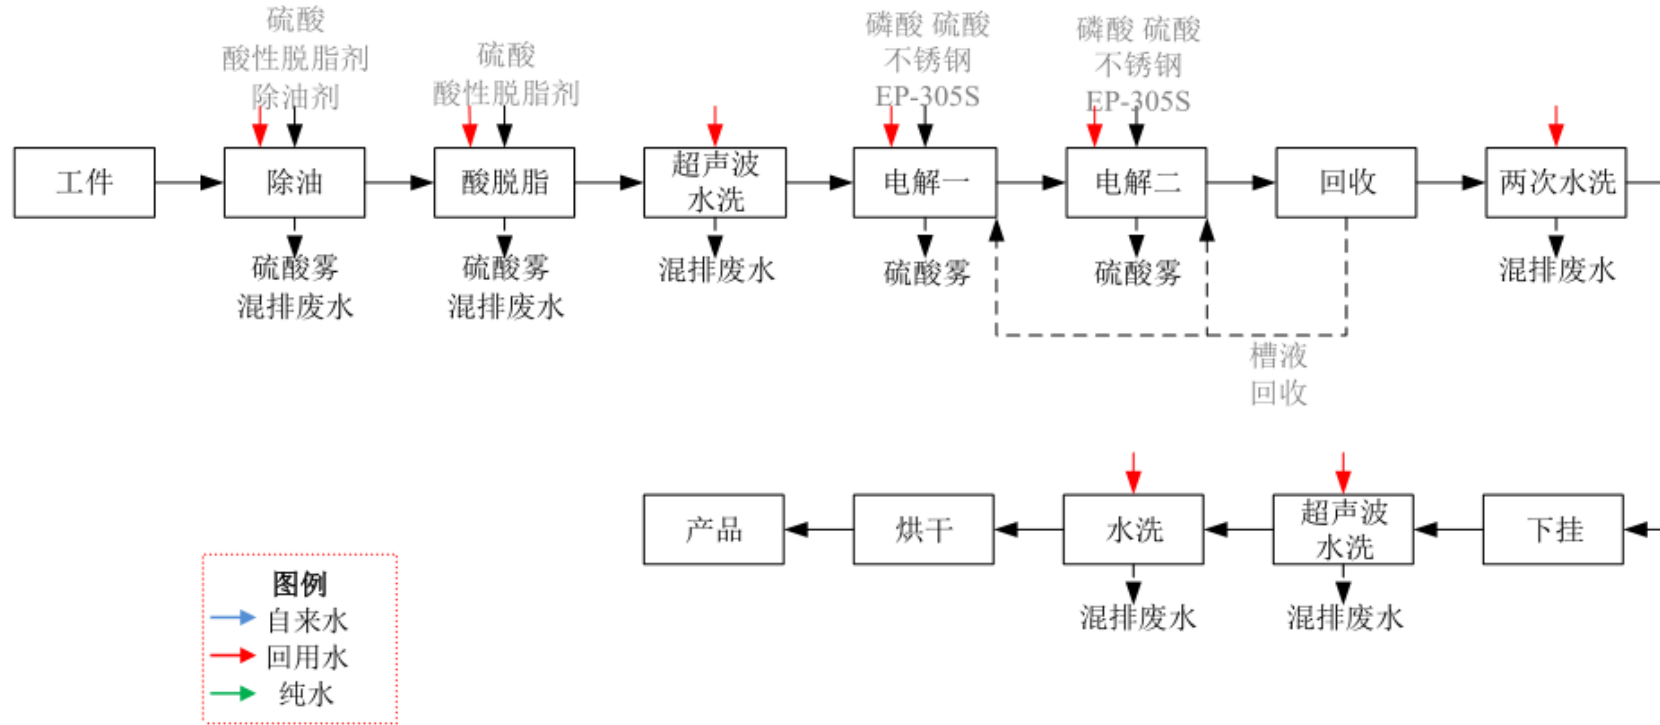 硫酸
酸性脱脂剂
除油剂
硫酸
酸性脱脂剂
磷酸 硫酸
不锈钢
EP-305S
磷酸 硫酸
不锈钢
EP-305S
工件
除油
酸脱脂
超声波
水洗
电解一
电解二
回收
两次水洗
硫酸雾
混排废水
硫酸雾
混排废水
混排废水
硫酸雾
硫酸雾
混排废水
槽液
回收
产品
烘干
水洗
超声波
水洗
下挂
混排废水
混排废水
图例
自来水
回用水
纯水